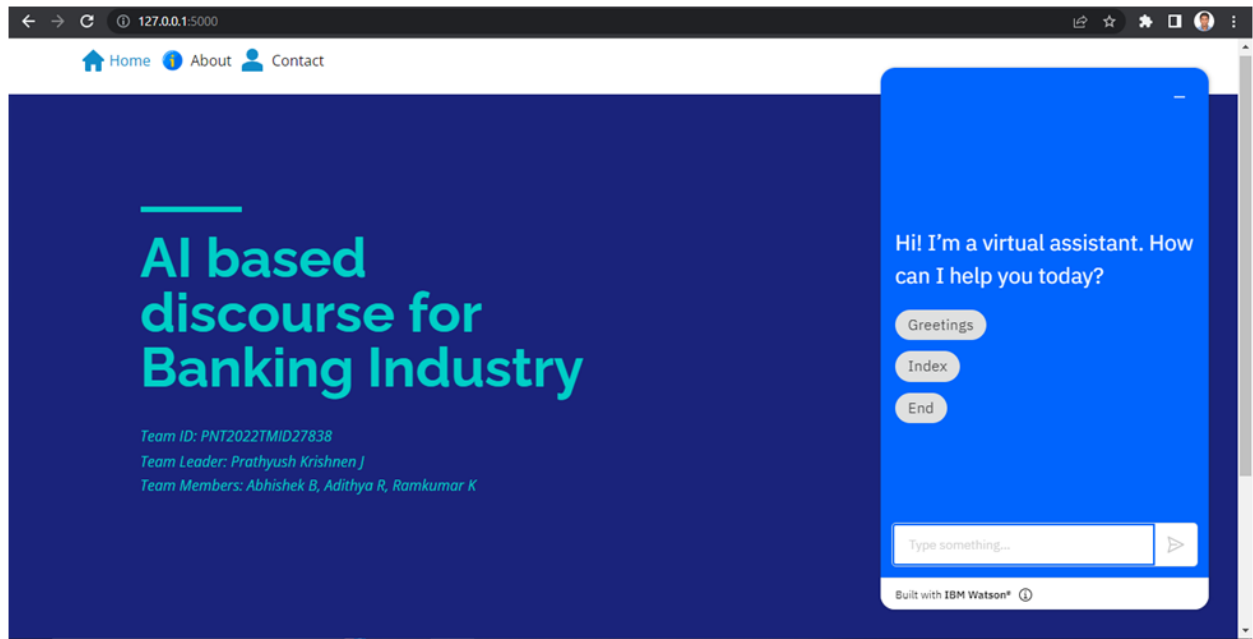 127.0.0.1:5000
Home About Contact
AI based
discourse for
Banking Industry
Team ID: PNT2022TMID27838
Team Leader: Prathyush Krishnen J
Team Members: Abhishek B, Adithya R, Ramkumar K
Hi! I’m a virtual assistant. How
can I help you today?
Greetings
Index
End
Type something...
Built with IBM Watson®